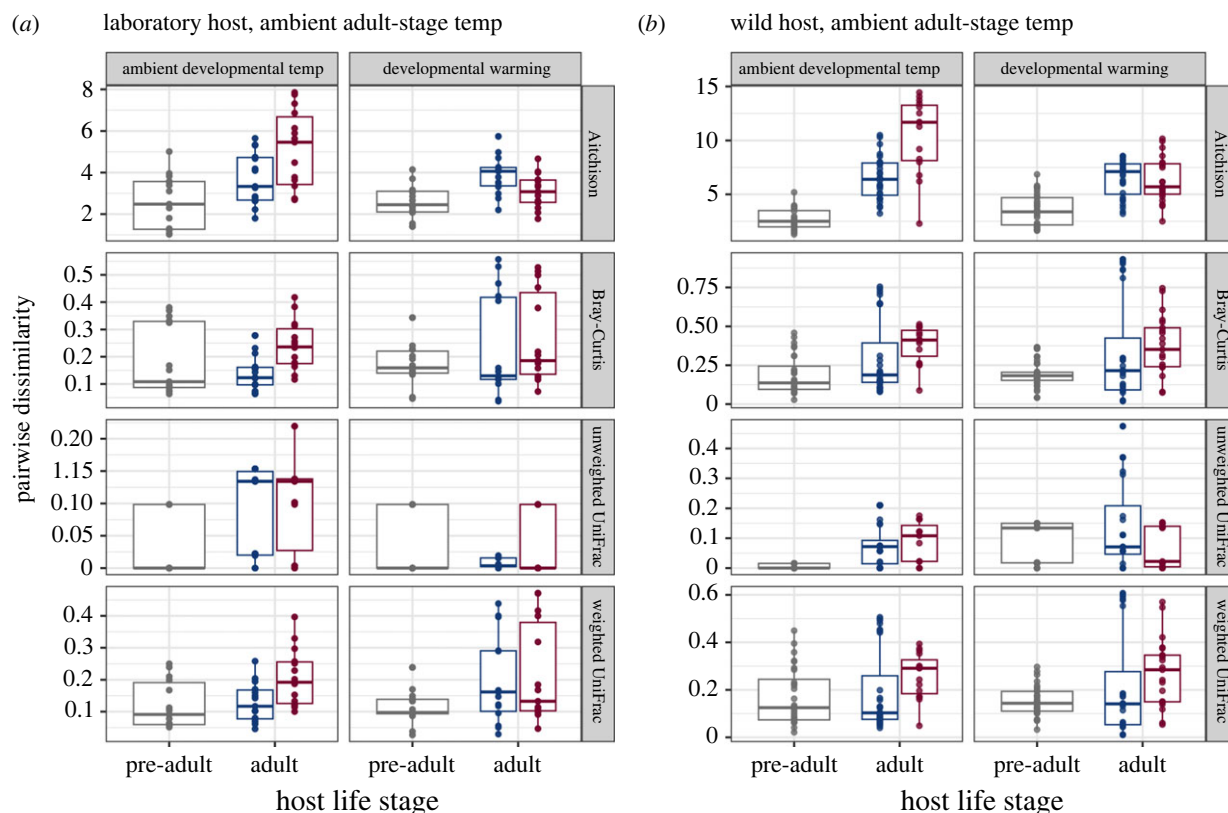 (a) laboratory host, ambient adult-stage temp
ambient developmental temp developmental warming
8
6
4
2
Aitchison
0.5
0.4
0.3
0.2
0.1
Bray-Curtis
0.20
1.15
0.10
0.05
0
unweighted UniFrac
0.4
0.3
0.2
0.1
weighted UniFrac
pairwise dissimilarity
pre-adult adult pre-adult adult
host life stage
(b) wild host, ambient adult-stage temp
ambient developmental temp developmental warming
15
10
5
Aitchison
0.75
0.50
0.25
0
Bray-Curtis
0.4
0.3
0.2
0.1
0
unweighted UniFrac
0.6
0.4
0.2
0
weighted UniFrac
pre-adult adult pre-adult adult
host life stage